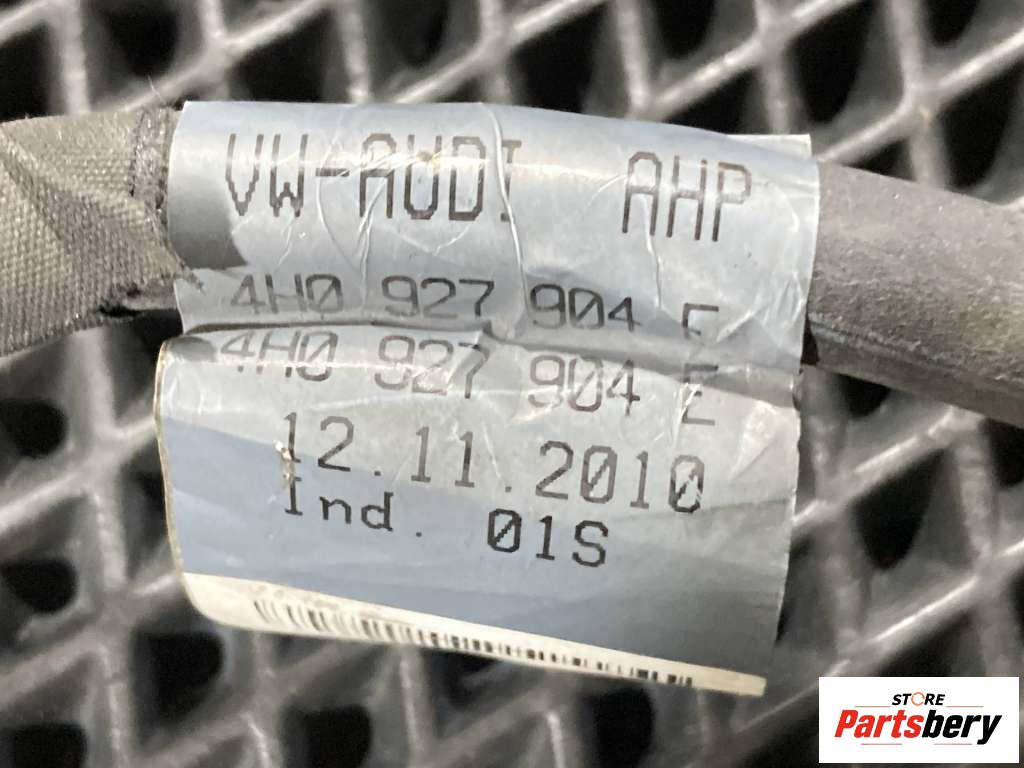 VW-AUDI AHP
4H0 927 904 E
4H0 927 904 E
12.11.2010
Ind. 01S
STORE
Partsbery